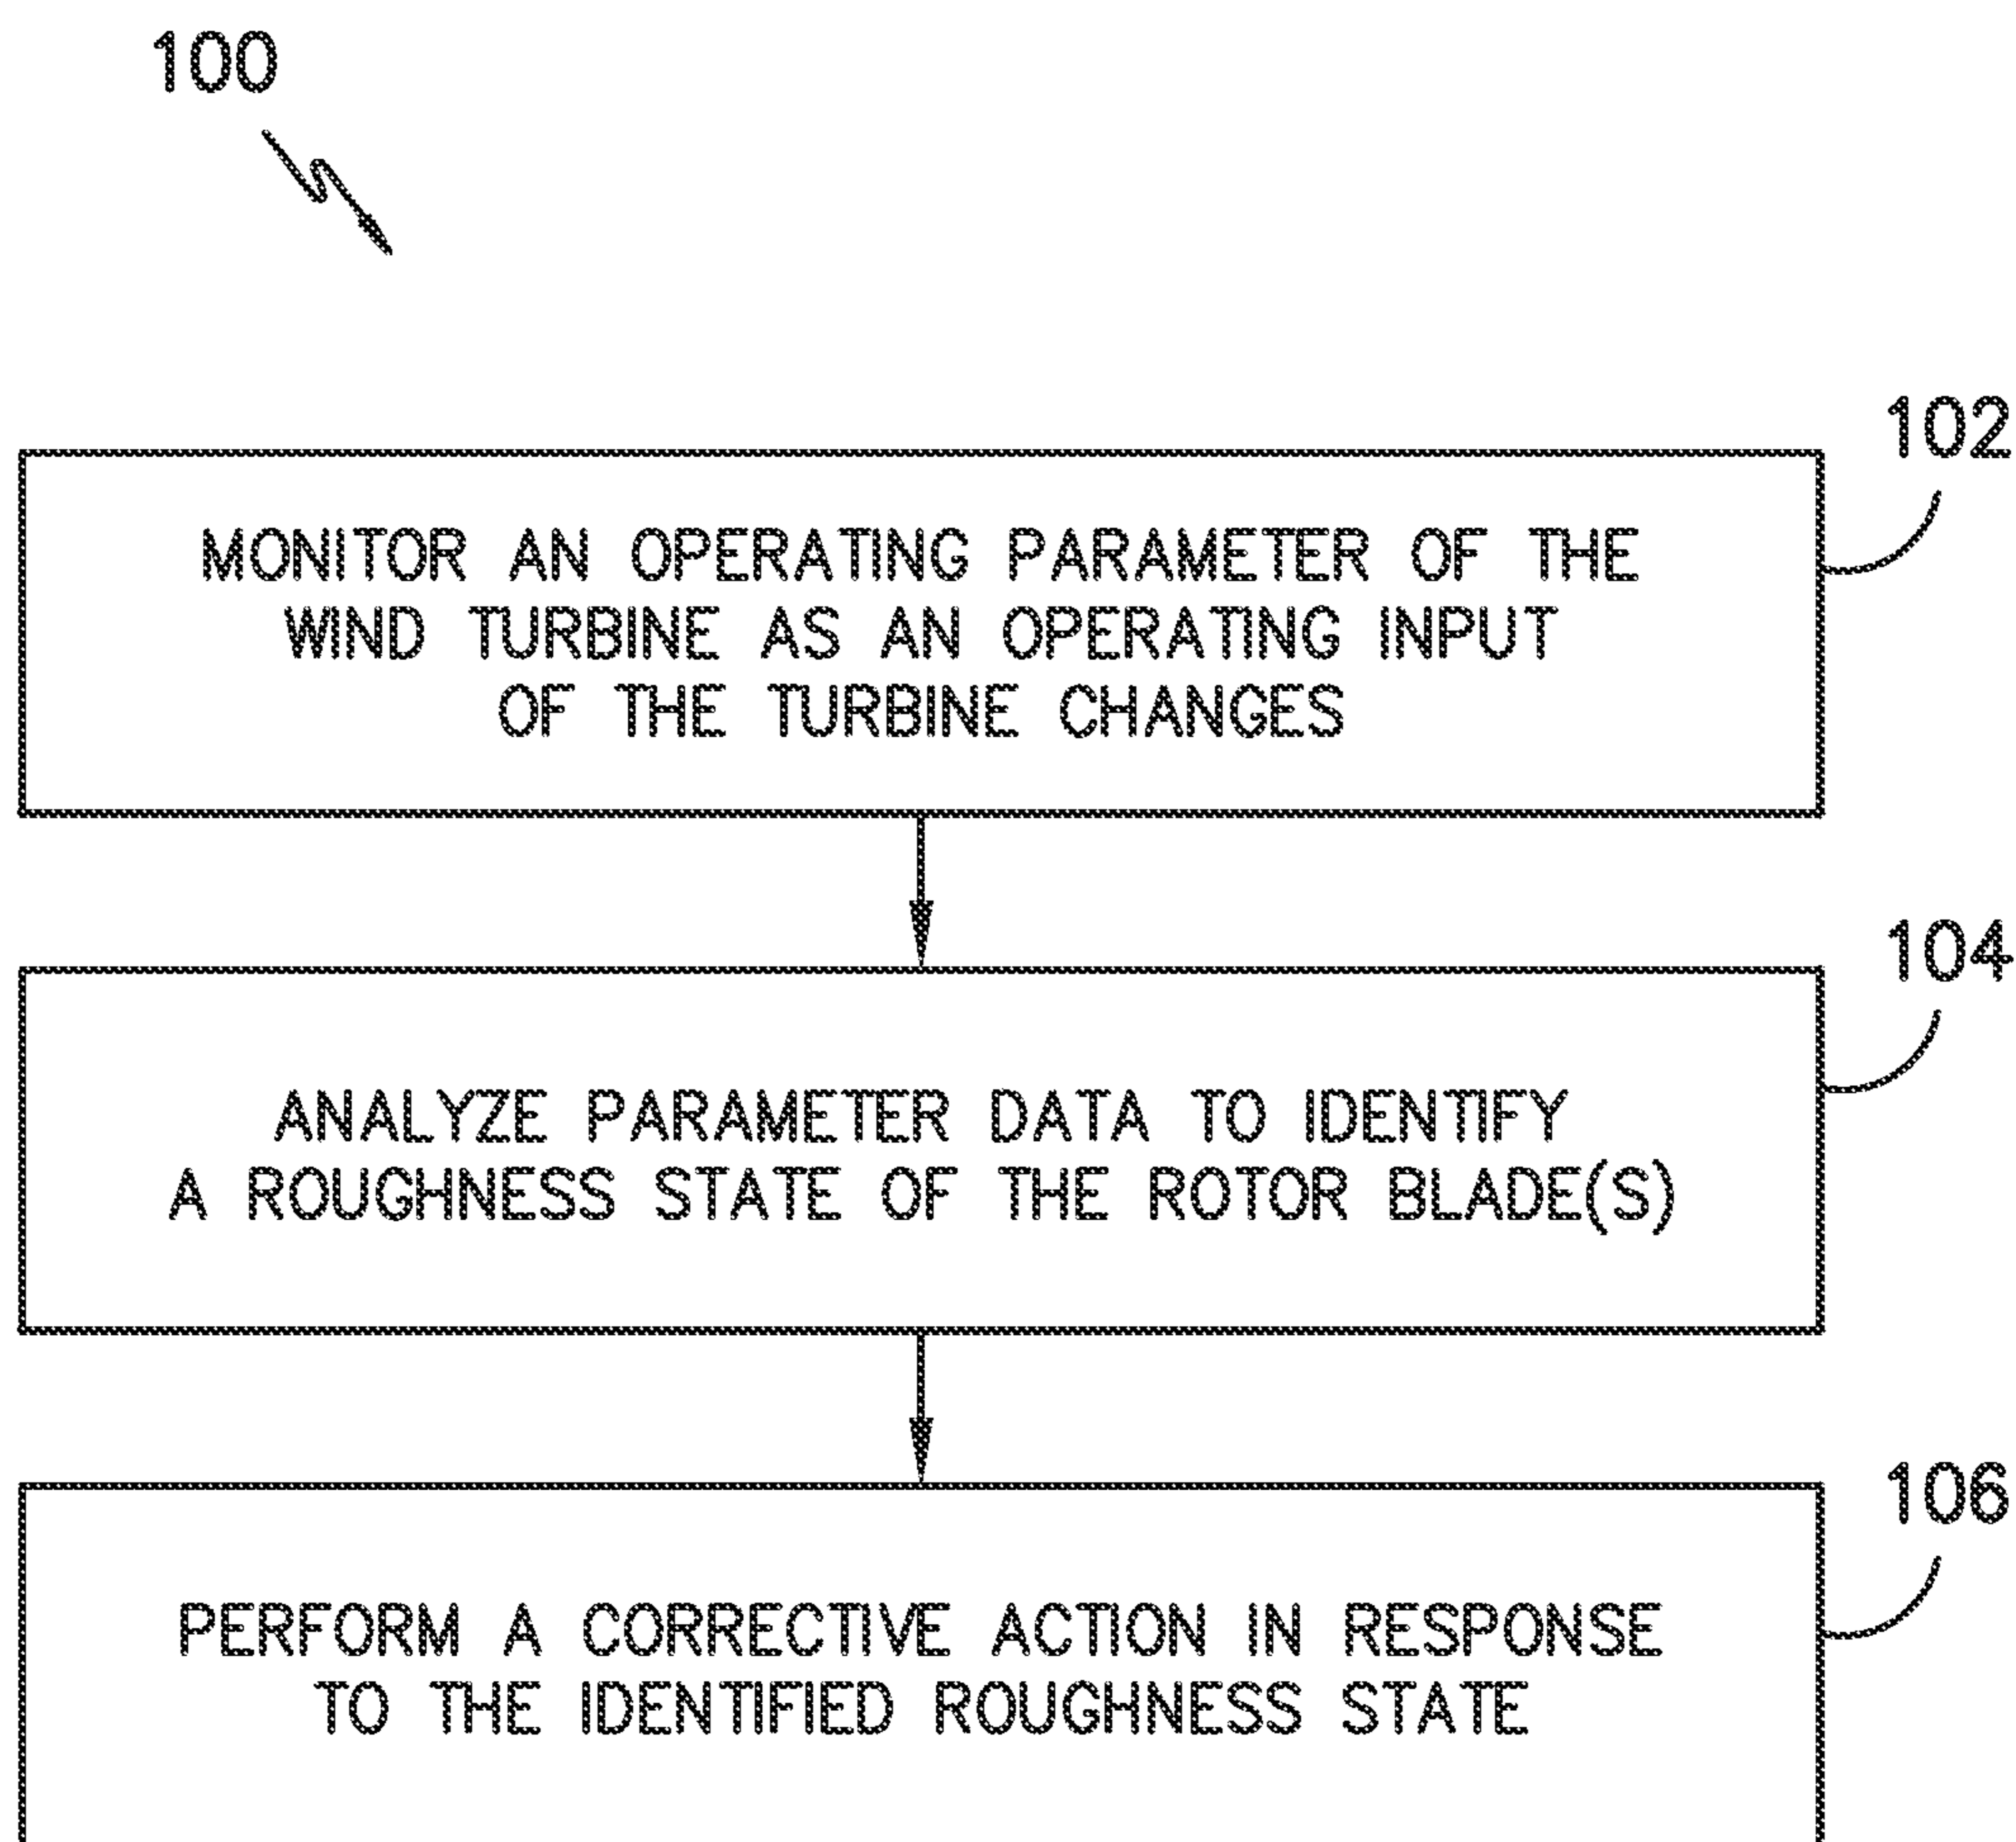 100
102
MONITOR AN OPERATING PARAMETER OF THE
WIND TURBINE AS AN OPERATING INPUT
OF THE TURBINE CHANGES
104
ANALYZE PARAMETER DATA TO IDENTIFY
A ROUGHNESS STATE OF THE ROTOR BLADE(S)
106
PERFORM A CORRECTIVE ACTION IN RESPONSE
TO THE IDENTIFIED ROUGHNESS STATE